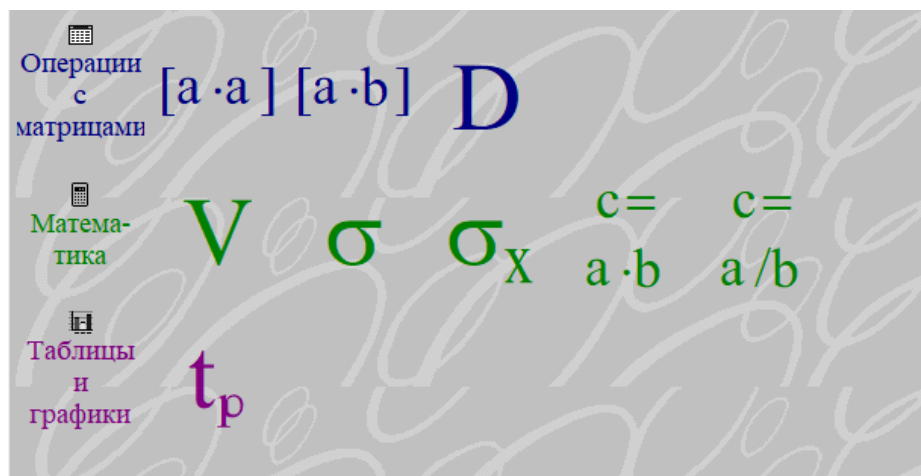 Операции
с
матрицами
[a·a] [a·b] D
Матема-
тика
V σ σX c= a·b c= a/b
Таблицы
и
графики
tp